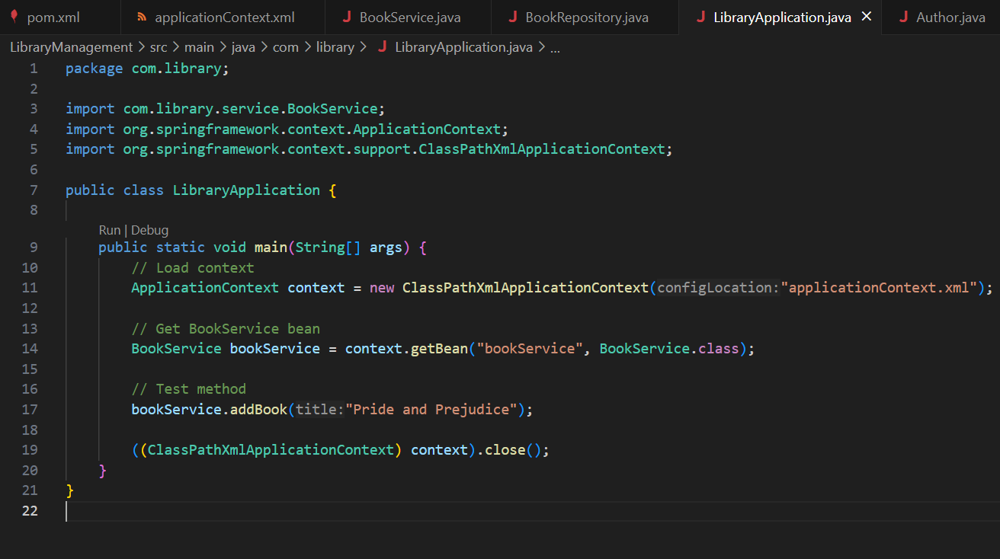 pom.xml applicationContext.xml BookService.java BookRepository.java LibraryApplication.java Author.java
LibraryManagement > src > main > java > com > library > LibraryApplication.java > ...
1 package com.library;
2
3 import com.library.service.BookService;
4 import org.springframework.context.ApplicationContext;
5 import org.springframework.context.support.ClassPathXmlApplicationContext;
6
7 public class LibraryApplication {
8
Run | Debug
9 public static void main(String[] args) {
10 // Load context
11 ApplicationContext context = new ClassPathXmlApplicationContext(configLocation:"applicationContext.xml");
12
13 // Get BookService bean
14 BookService bookService = context.getBean("bookService", BookService.class);
15
16 // Test method
17 bookService.addBook(title:"Pride and Prejudice");
18
19 ((ClassPathXmlApplicationContext) context).close();
20 }
21 }
22